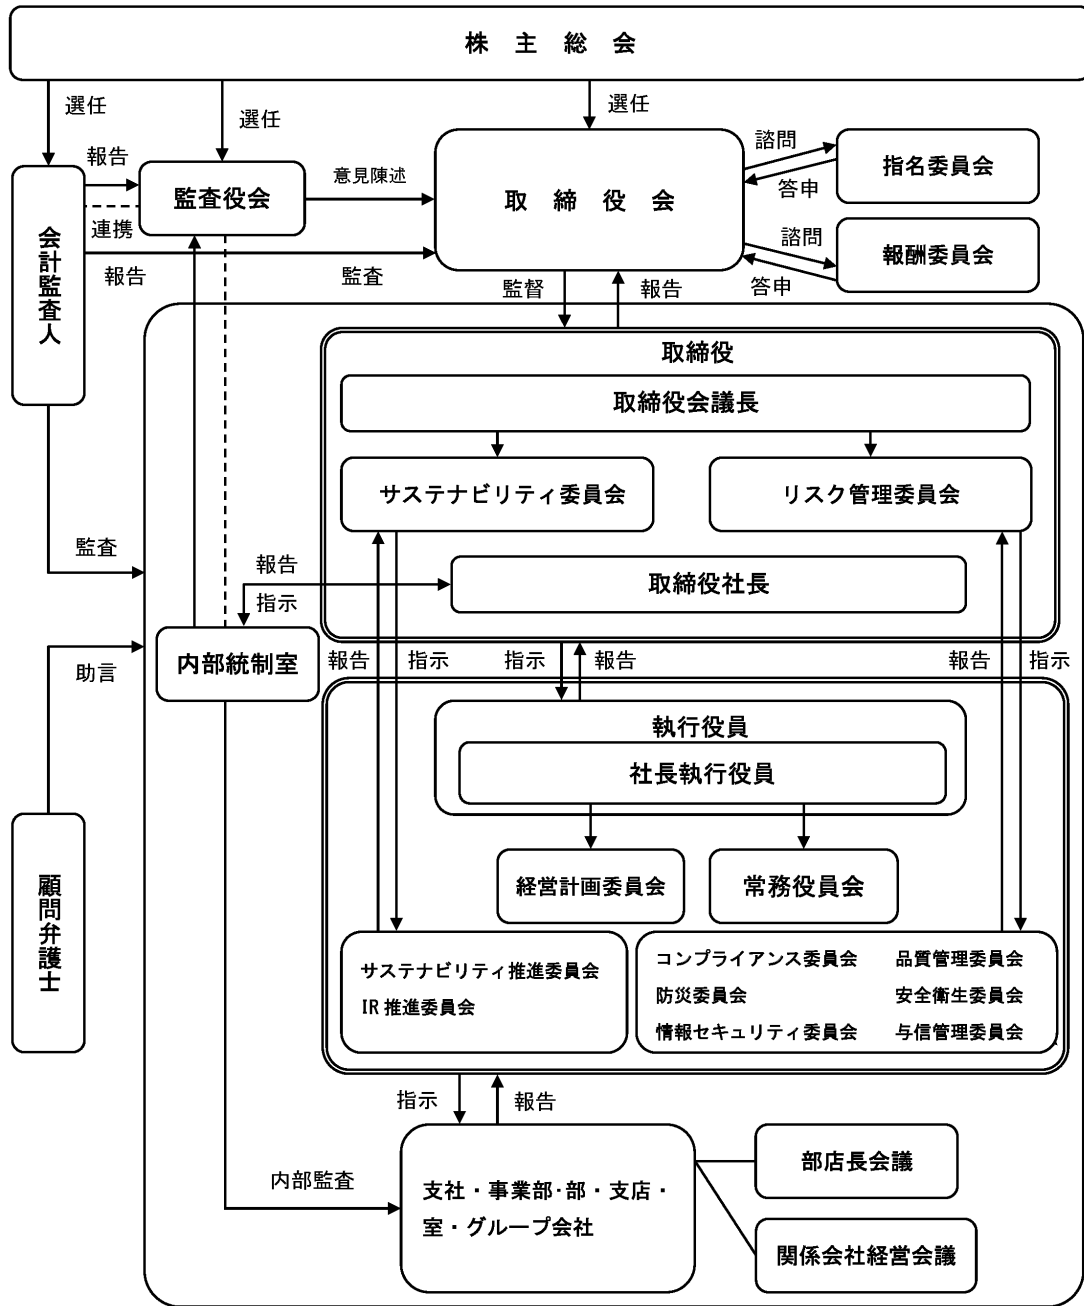 株主総会
選任
選任
選任
報告
監査役会
意見陳述
取締役会
諮問
答申
指名委員会
連携
会計監査人
報告
監査
諮問
答申
報酬委員会
監督
報告
取締役
取締役会議長
サステナビリティ委員会
リスク管理委員会
監査
報告
指示
取締役社長
助言
内部統制室
報告
指示
指示
報告
報告
指示
執行役員
社長執行役員
顧問弁護士
経営計画委員会
常務役員会
サステナビリティ推進委員会
IR推進委員会
コンプライアンス委員会
品質管理委員会
防災委員会
安全衛生委員会
情報セキュリティ委員会
与信管理委員会
指示
報告
内部監査
支社・事業部・部・支店・
室・グループ会社
部店長会議
関係会社経営会議